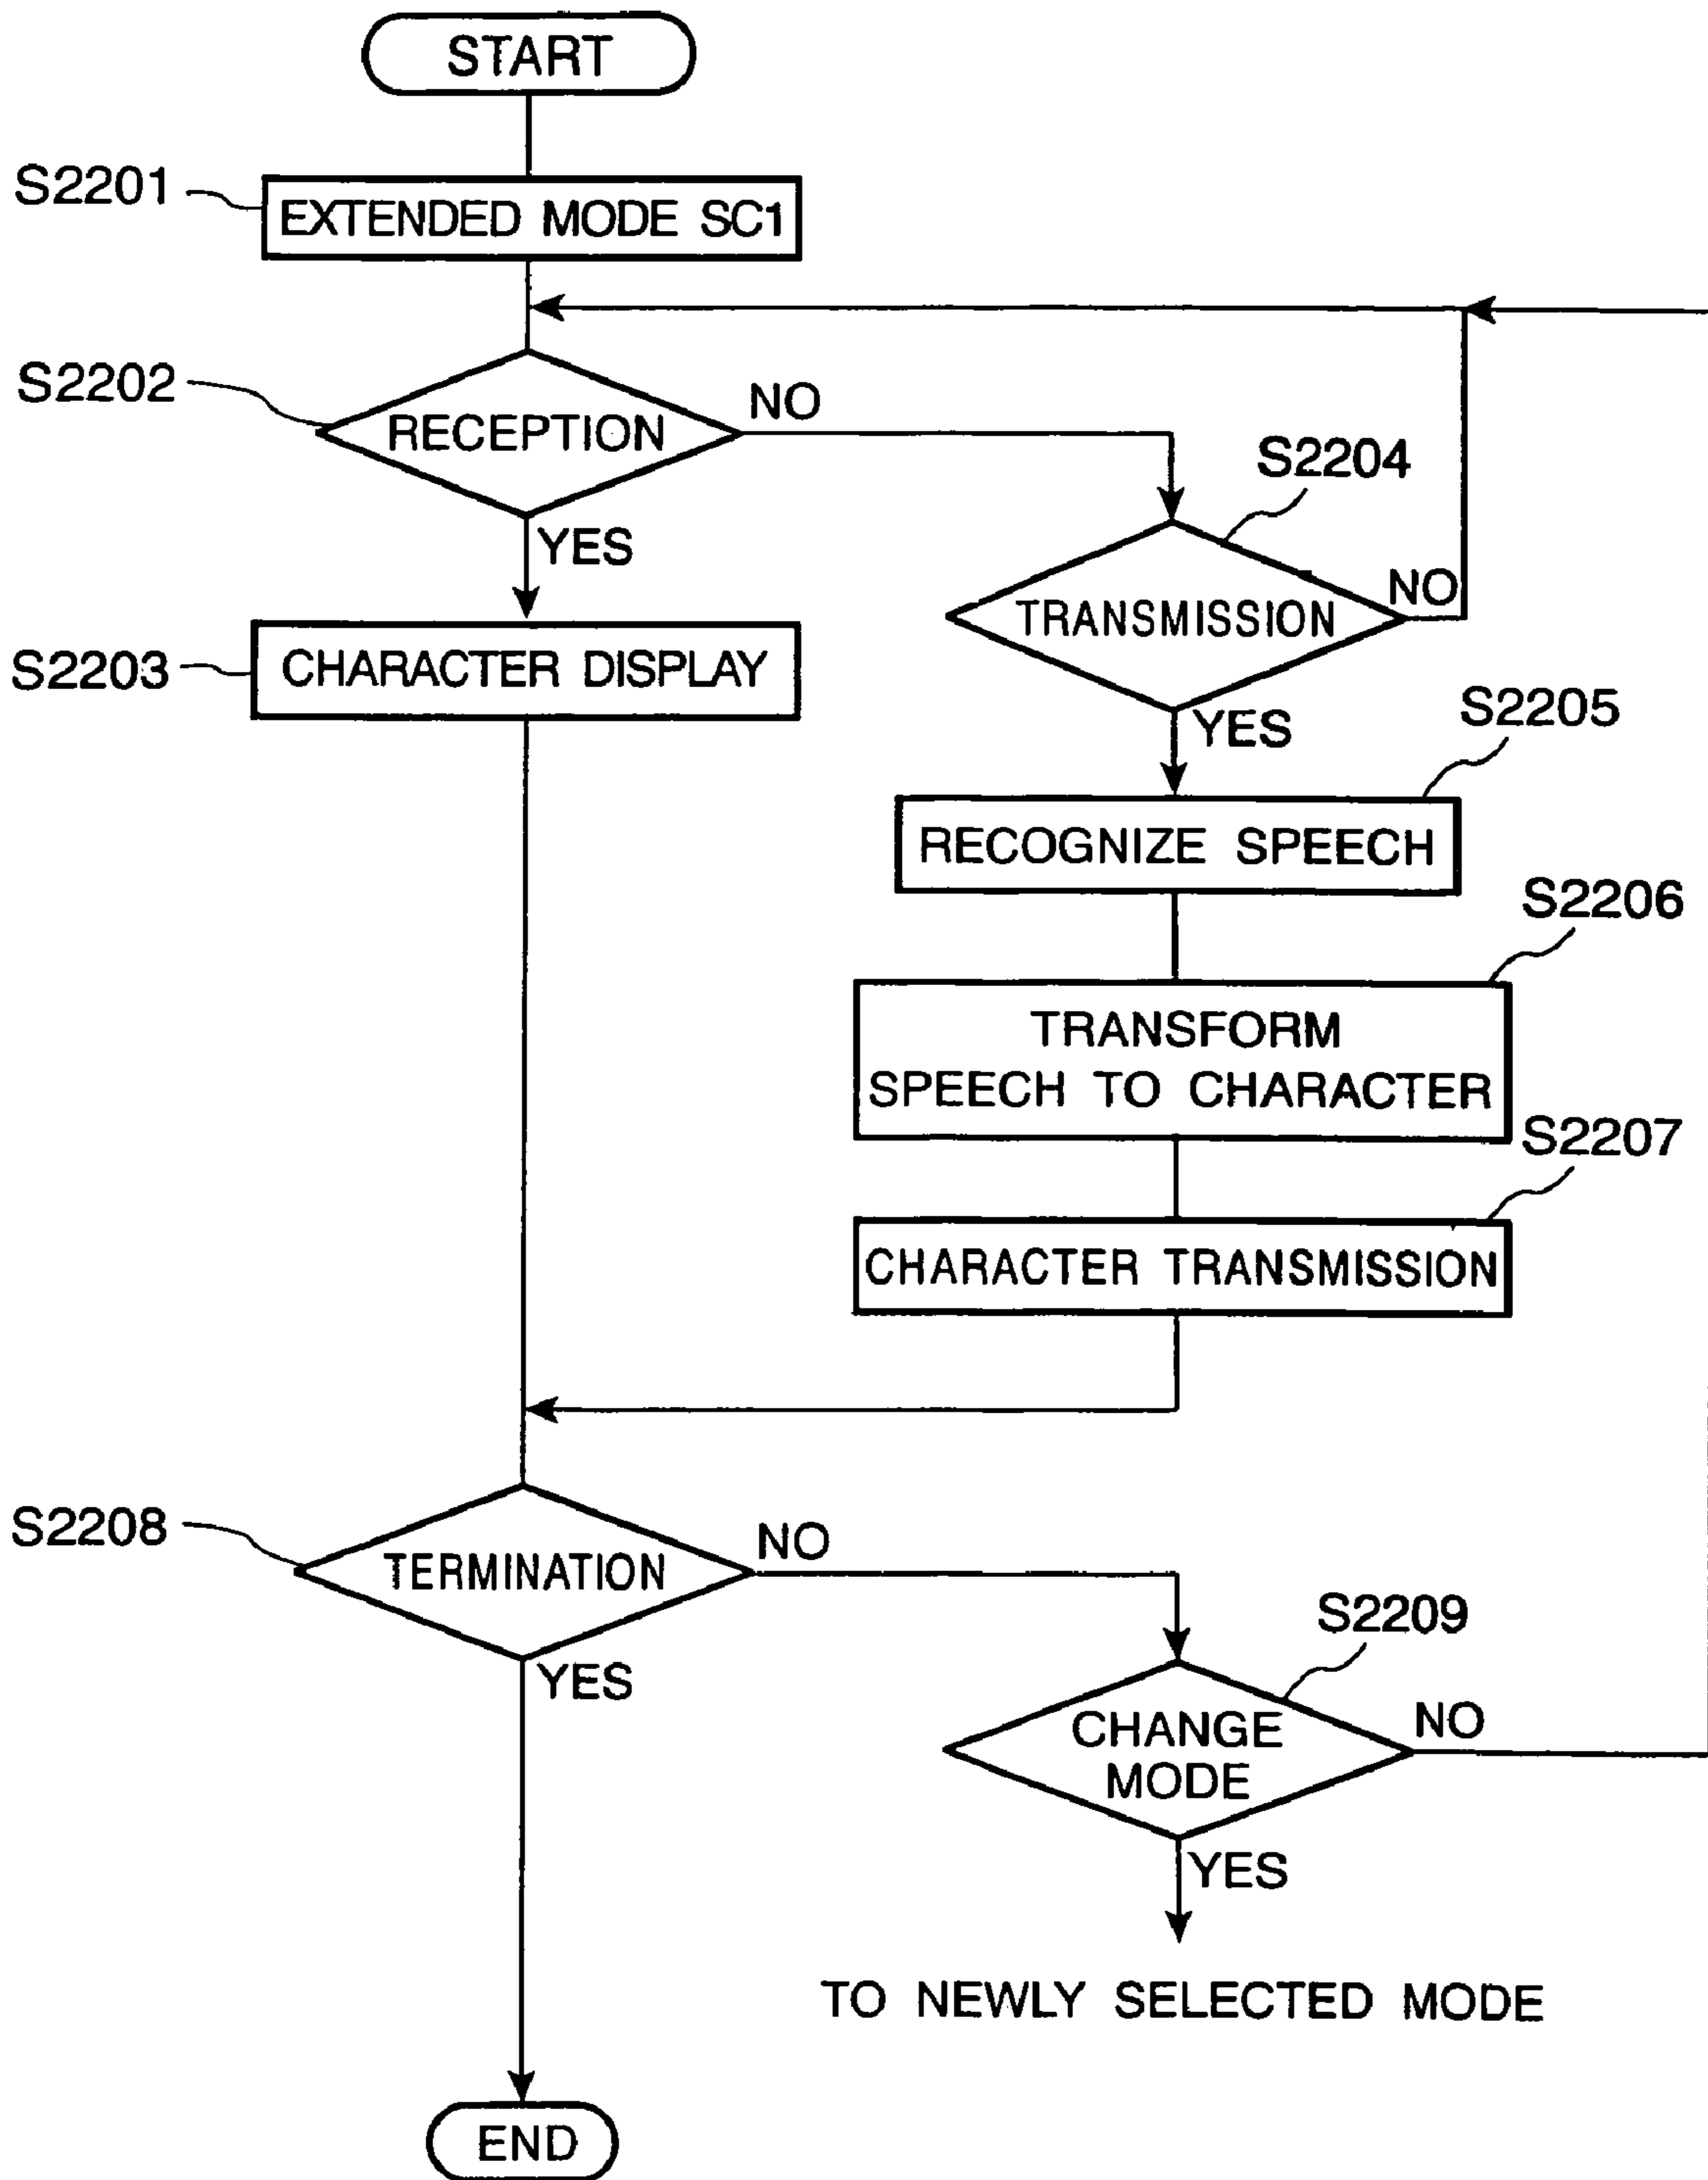 START
S2201
EXTENDED MODE SC1
S2202
RECEPTION
NO
YES
S2204
TRANSMISSION
NO
YES
S2203
CHARACTER DISPLAY
S2205
RECOGNIZE SPEECH
S2206
TRANSFORM
SPEECH TO CHARACTER
S2207
CHARACTER TRANSMISSION
S2208
TERMINATION
NO
YES
S2209
CHANGE
MODE
NO
YES
TO NEWLY SELECTED MODE
END